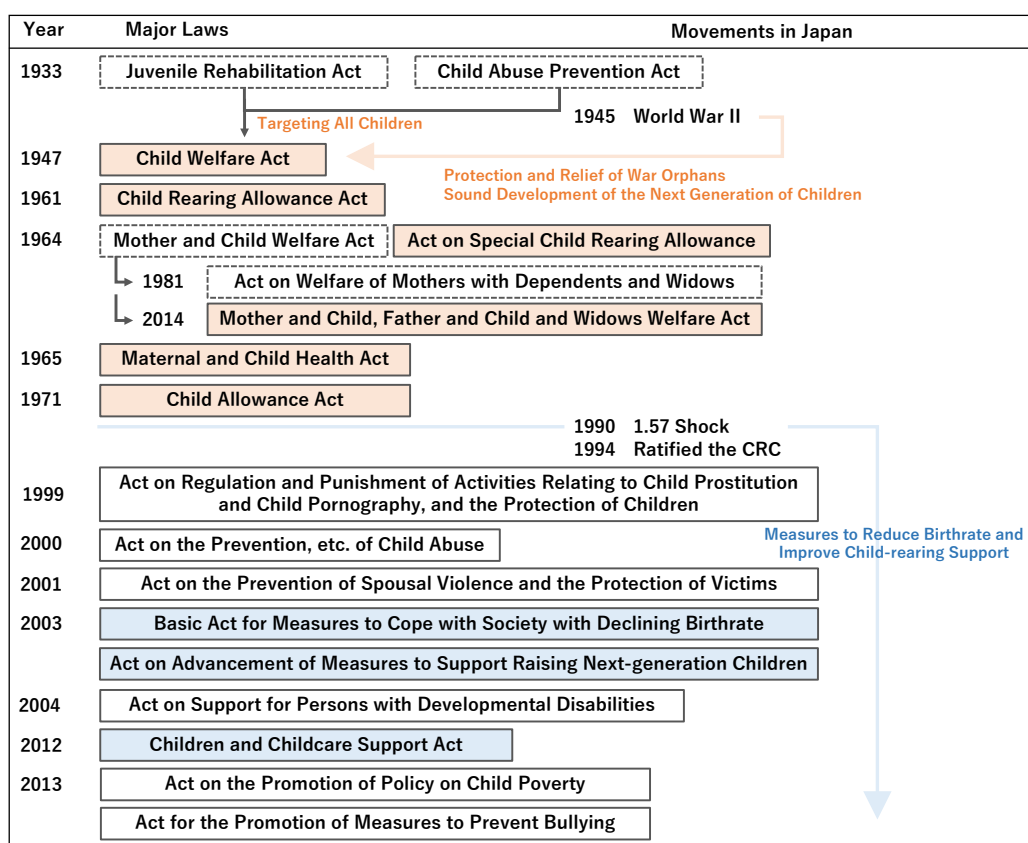 Year Major Laws Movements in Japan
1933 Juvenile Rehabilitation Act Child Abuse Prevention Act
Targeting All Children
1945 World War II
1947 Child Welfare Act
Protection and Relief of War Orphans
Sound Development of the Next Generation of Children
1961 Child Rearing Allowance Act
1964 Mother and Child Welfare Act Act on Special Child Rearing Allowance
1981 Act on Welfare of Mothers with Dependents and Widows
2014 Mother and Child, Father and Child and Widows Welfare Act
1965 Maternal and Child Health Act
1971 Child Allowance Act
1990 1.57 Shock
1994 Ratified the CRC
1999 Act on Regulation and Punishment of Activities Relating to Child Prostitution
and Child Pornography, and the Protection of Children
2000 Act on the Prevention, etc. of Child Abuse
Measures to Reduce Birthrate and
Improve Child-rearing Support
2001 Act on the Prevention of Spousal Violence and the Protection of Victims
2003 Basic Act for Measures to Cope with Society with Declining Birthrate
Act on Advancement of Measures to Support Raising Next-generation Children
2004 Act on Support for Persons with Developmental Disabilities
2012 Children and Childcare Support Act
2013 Act on the Promotion of Policy on Child Poverty
Act for the Promotion of Measures to Prevent Bullying